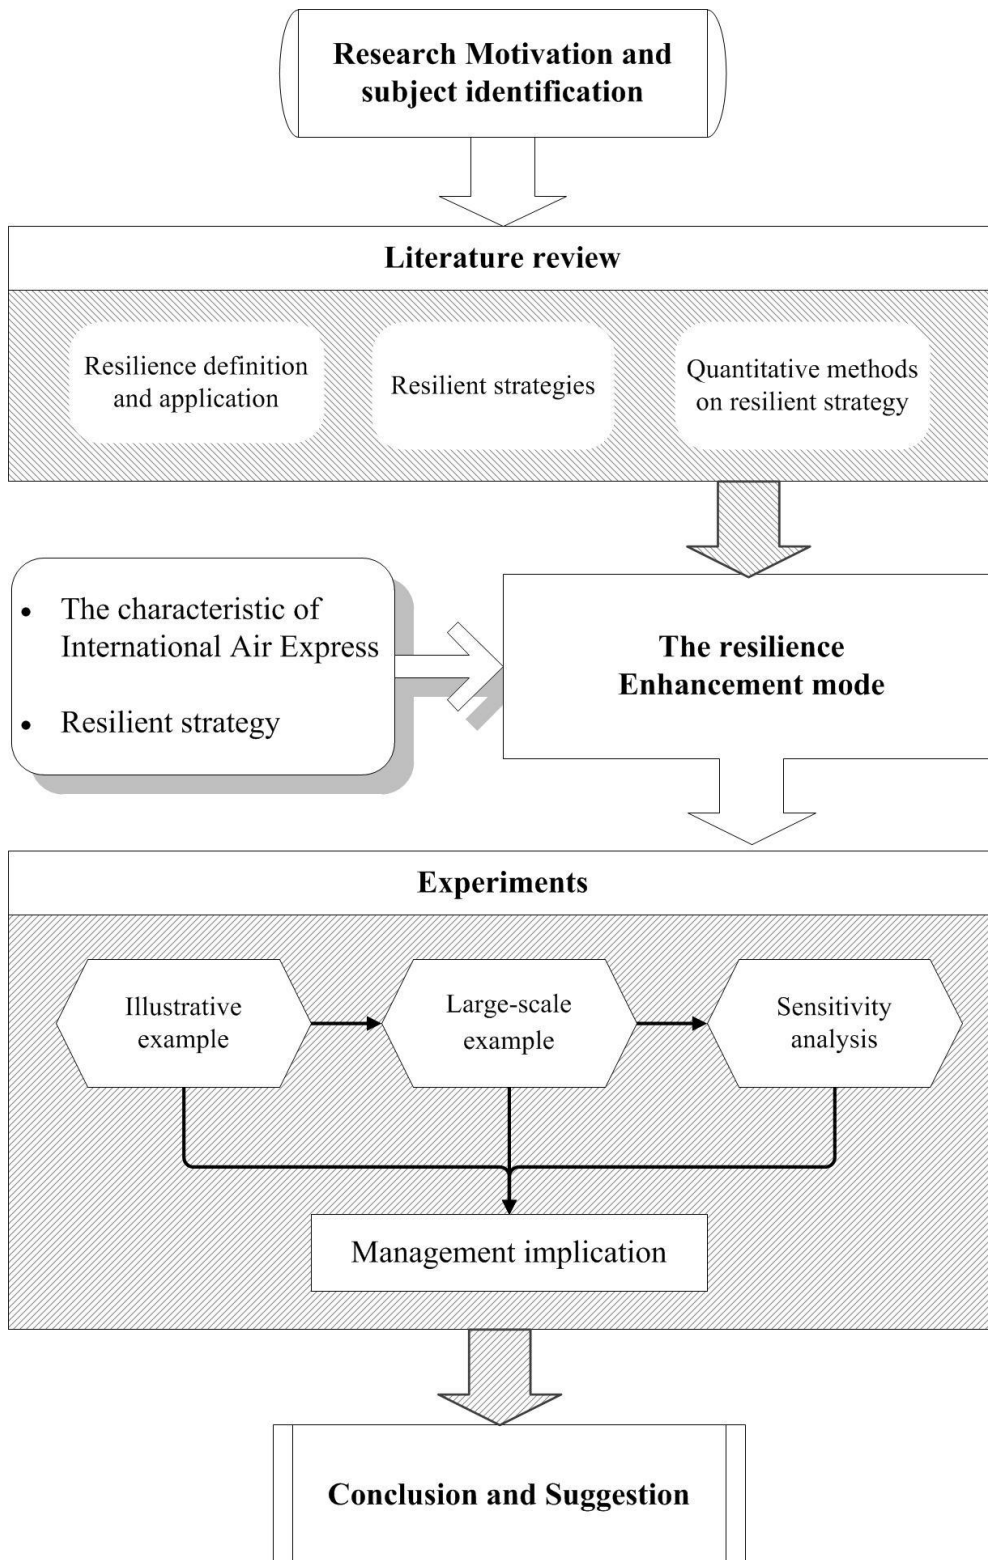 Research Motivation and
subject identification
Literature review
Resilience definition
and application
Resilient strategies
Quantitative methods
on resilient strategy
• The characteristic of
International Air Express
• Resilient strategy
The resilience
Enhancement mode
Experiments
Illustrative
example
Large-scale
example
Sensitivity
analysis
Management implication
Conclusion and Suggestion